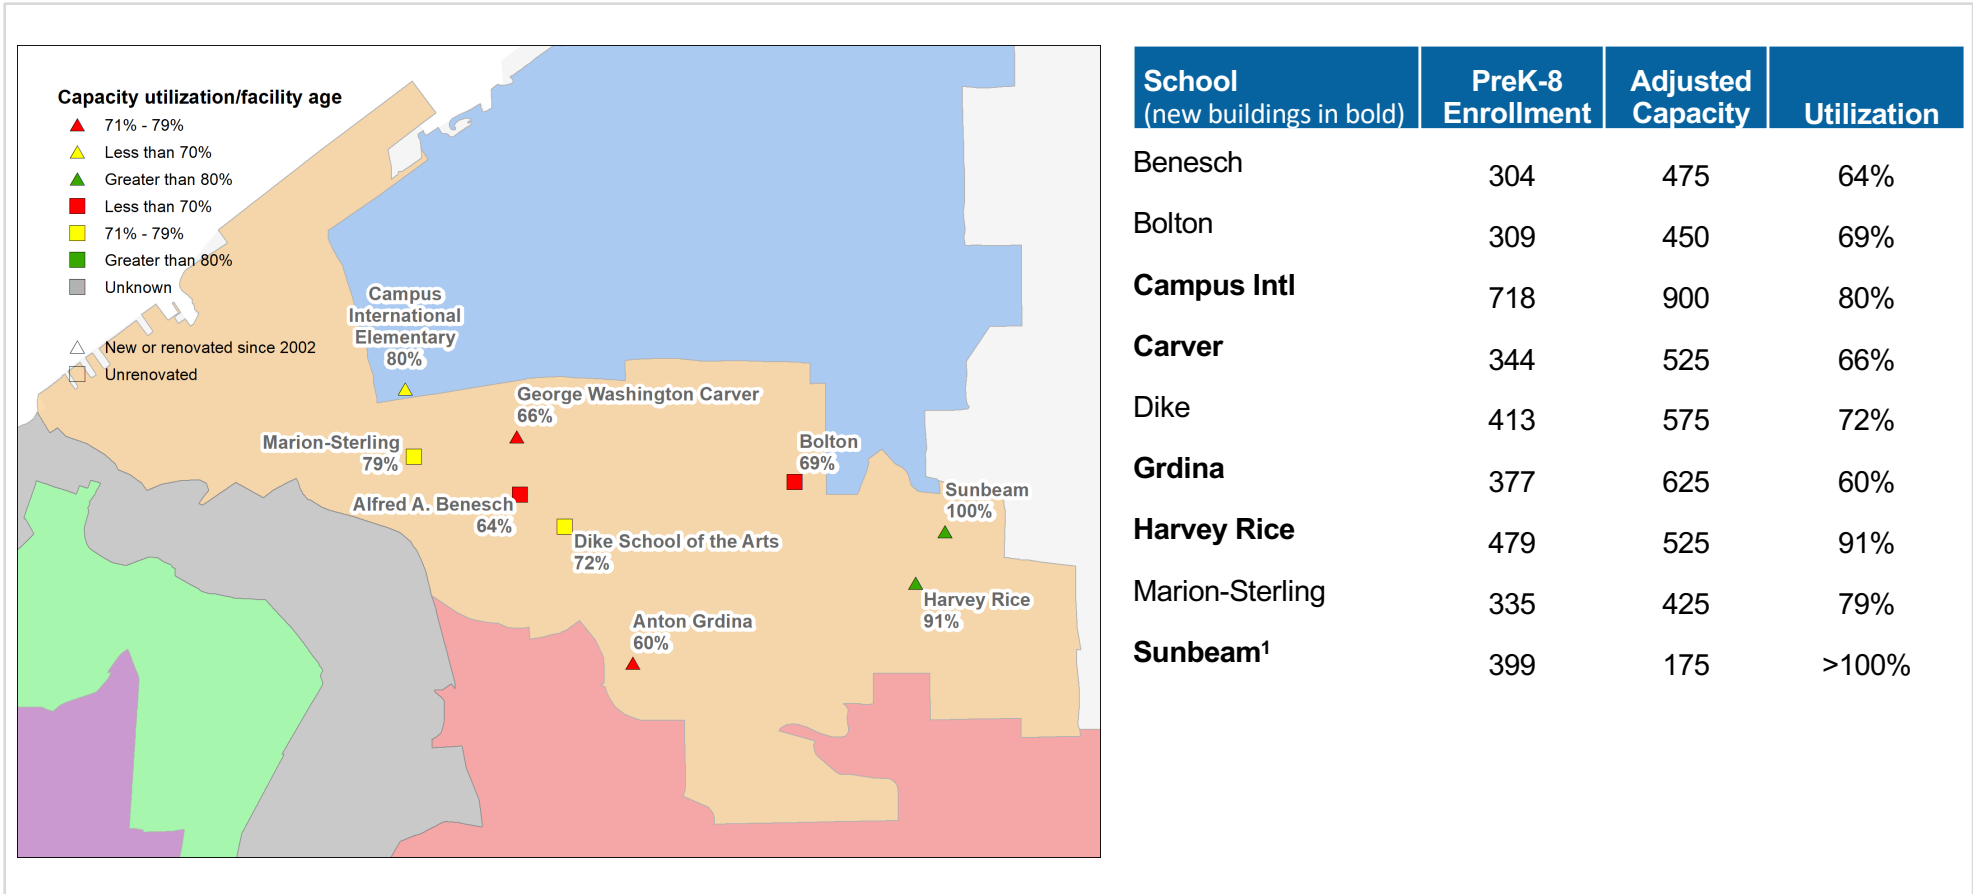 Capacity utilization/facility age
71% - 79%
Less than 70%
Greater than 80%
Less than 70%
71% - 79%
Greater than 80%
Unknown
New or renovated since 2002
Unrenovated
Campus
International
Elementary
80%
George Washington Carver
66%
Marion-Sterling
79%
Bolton
69%
Alfred A. Benesch
64%
Sunbeam
100%
Dike School of the Arts
72%
Harvey Rice
91%
Anton Grdina
60%
School PreK-8 Adjusted
(new buildings in bold) Enrollment Capacity Utilization
Benesch 304 475 64%
Bolton 309 450 69%
Campus Intl 718 900 80%
Carver 344 525 66%
Dike 413 575 72%
Grdina 377 625 60%
Harvey Rice 479 525 91%
Marion-Sterling 335 425 79%
Sunbeam¹ 399 175 >100%